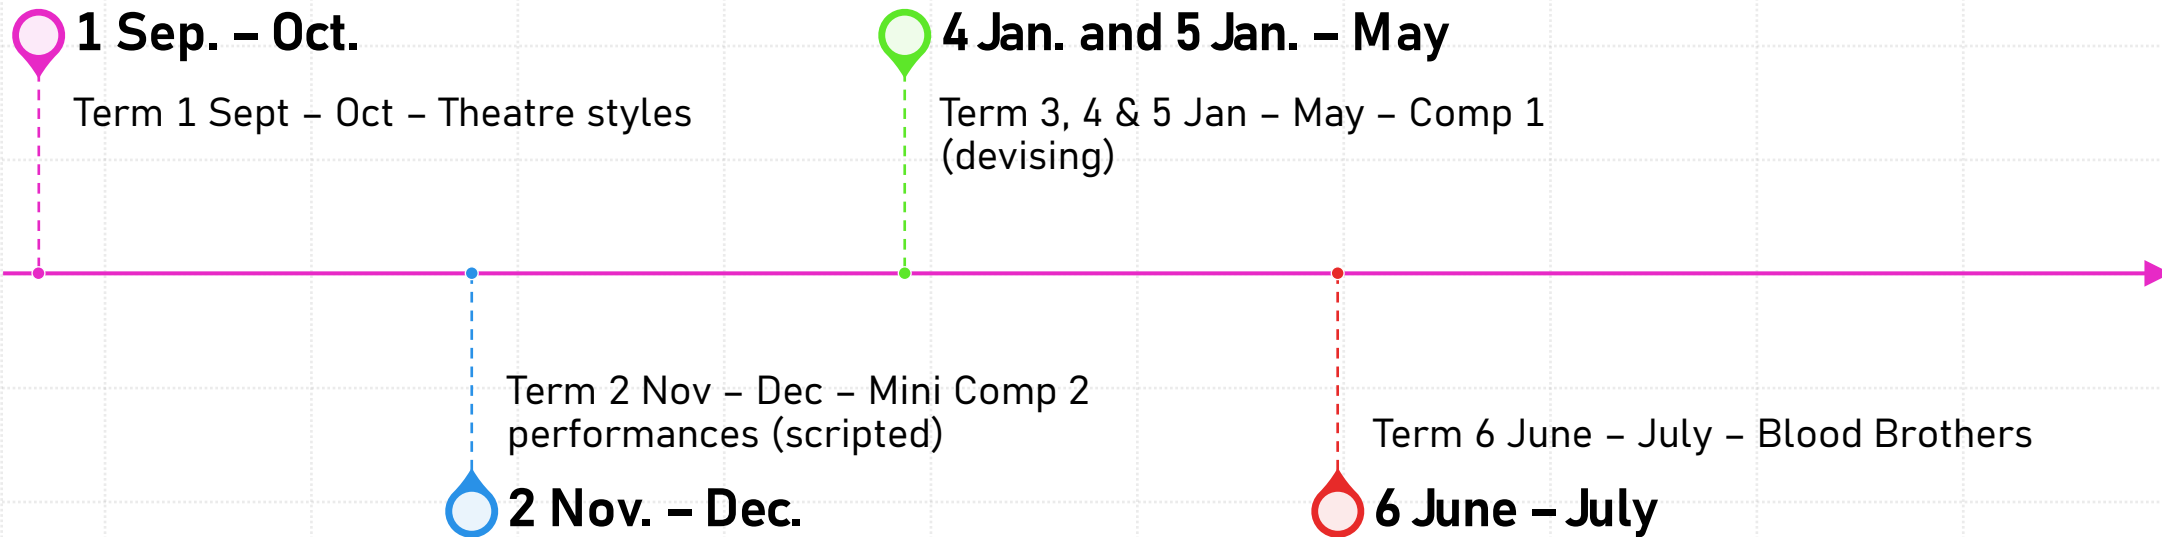 1 Sep. – Oct.
Term 1 Sept – Oct – Theatre styles
2 Nov. – Dec.
Term 2 Nov – Dec – Mini Comp 2
performances (scripted)
4 Jan. and 5 Jan. – May
Term 3, 4 & 5 Jan – May – Comp 1
(devising)
6 June – July
Term 6 June – July – Blood Brothers